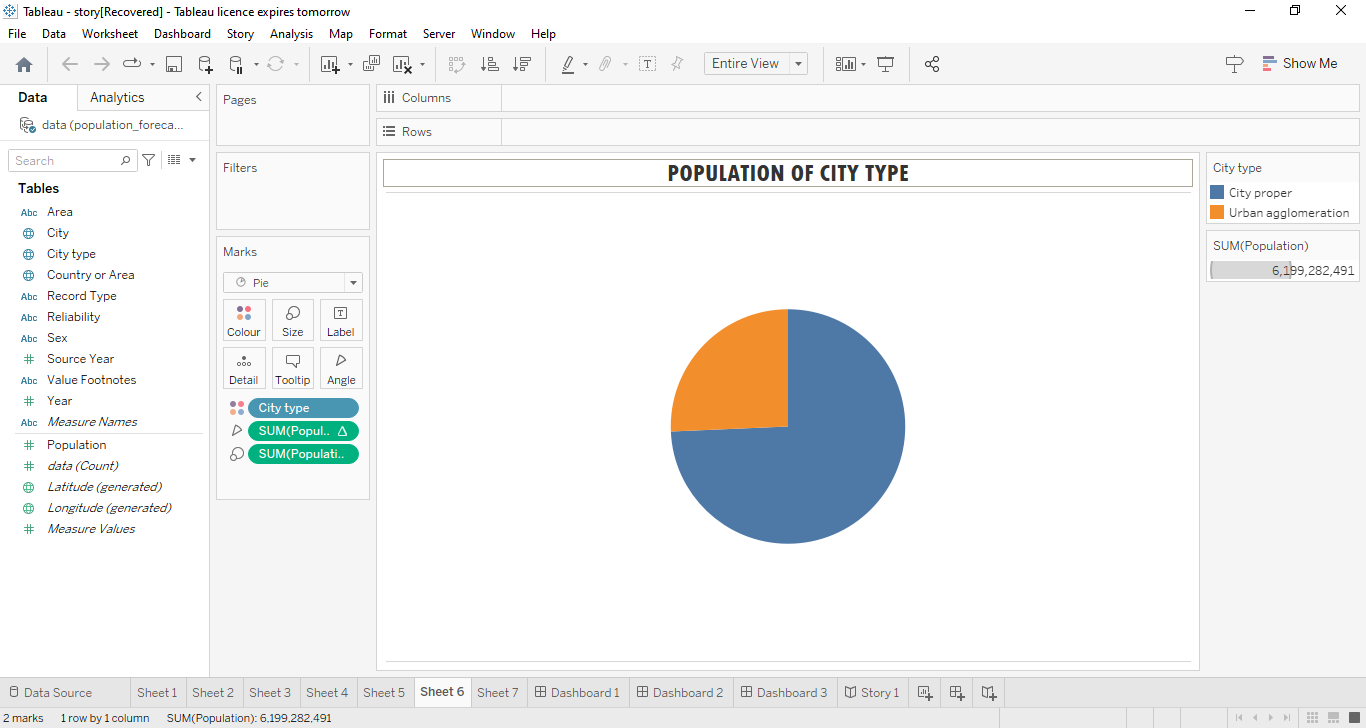 Tableau - story[Recovered] - Tableau licence expires tomorrow
File Data Worksheet Dashboard Story Analysis Map Format Server Window Help
Entire View
Show Me
Data Analytics
data (population_foreca...
Search
Tables
Abc Area
City
City type
Country or Area
Abc Record Type
Abc Reliability
Abc Sex
Source Year
Abc Value Footnotes
Year
Abc Measure Names
Population
data (Count)
Latitude (generated)
Longitude (generated)
Measure Values
Pages
Filters
Marks
Pie
Colour Size Label
Detail Tooltip Angle
City type
SUM(Popul..
SUM(Populati..
Columns
Rows
POPULATION OF CITY TYPE
City type
City proper
Urban agglomeration
SUM(Population)
6,199,282,491
Data Source Sheet 1 Sheet 2 Sheet 3 Sheet 4 Sheet 5 Sheet 6 Sheet 7 Dashboard 1 Dashboard 2 Dashboard 3 Story 1
2 marks 1 row by 1 column SUM(Population): 6,199,282,491